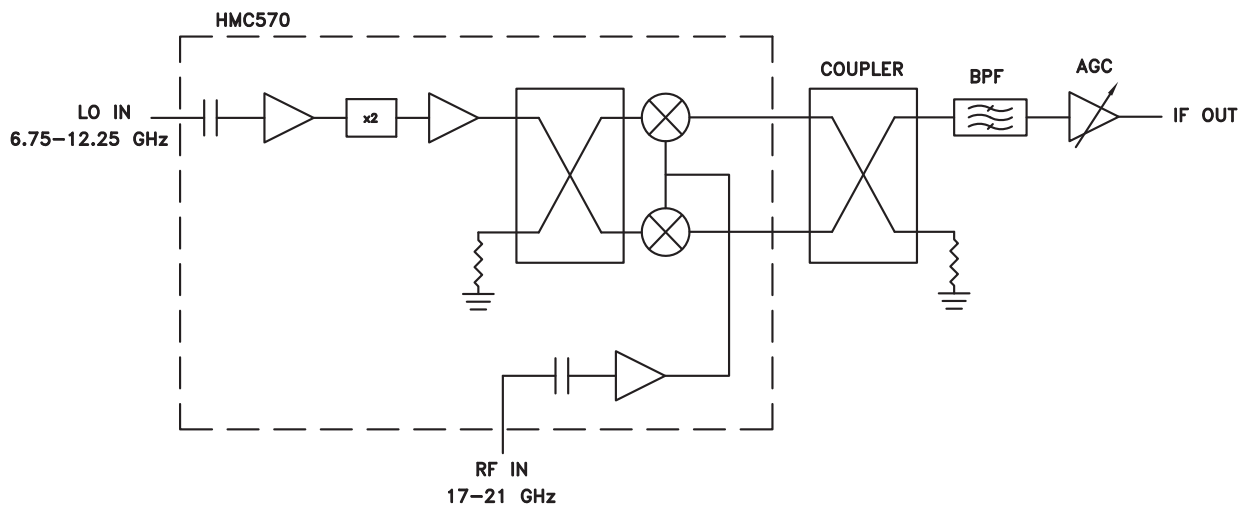 HMC570
LO IN
6.75-12.25 GHz
x2
COUPLER
BPF
AGC
IF OUT
RF IN
17-21 GHz